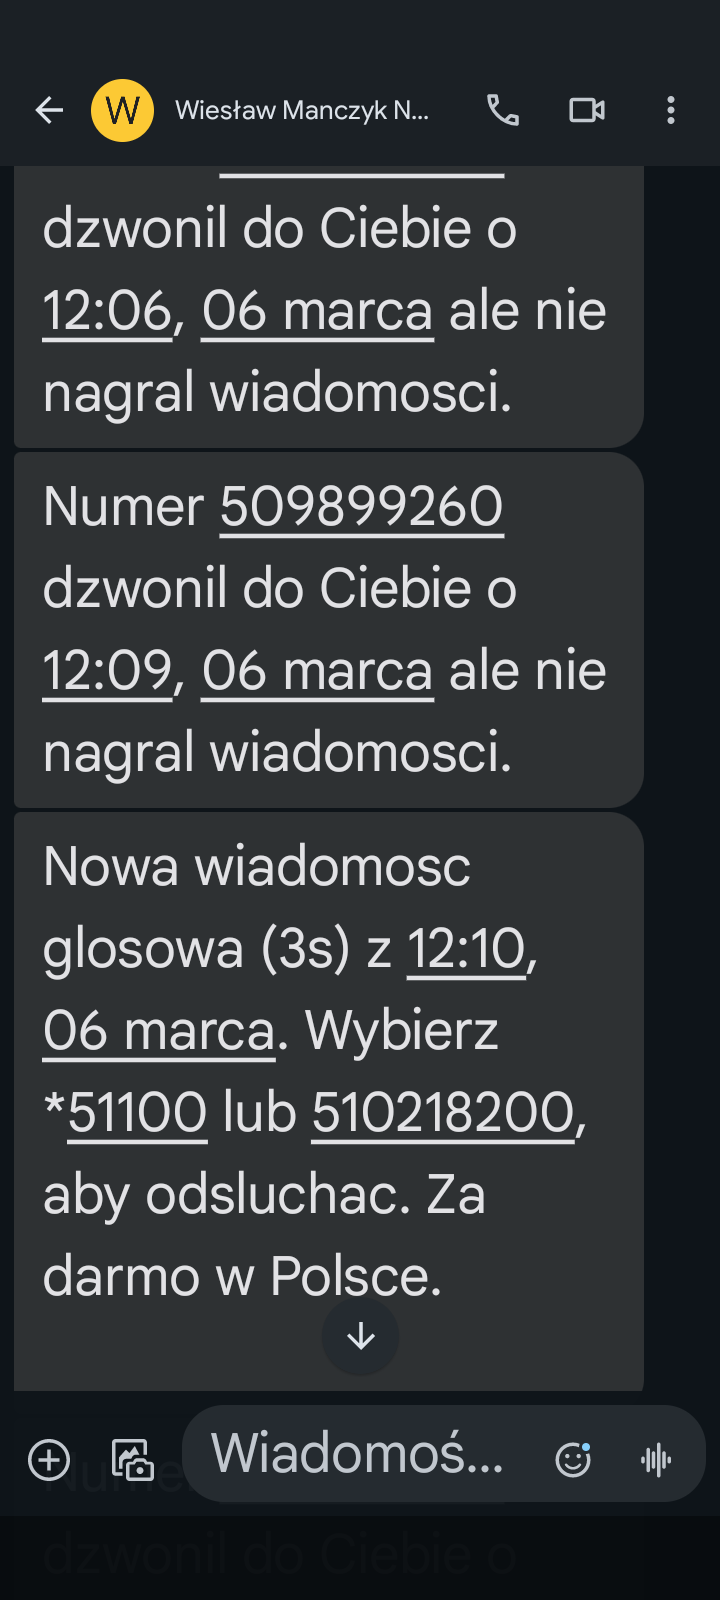 W Wiesław Manczyk N...
dzwonil do Ciebie o
12:06, 06 marca ale nie
nagral wiadomosci.
Numer 509899260
dzwonil do Ciebie o
12:09, 06 marca ale nie
nagral wiadomosci.
Nowa wiadomosc
glosowa (3s) z 12:10,
06 marca. Wybierz
*51100 lub 510218200,
aby odsluchac. Za
darmo w Polsce.
Wiadomoś...
Numer
dzwonil do Ciebie o